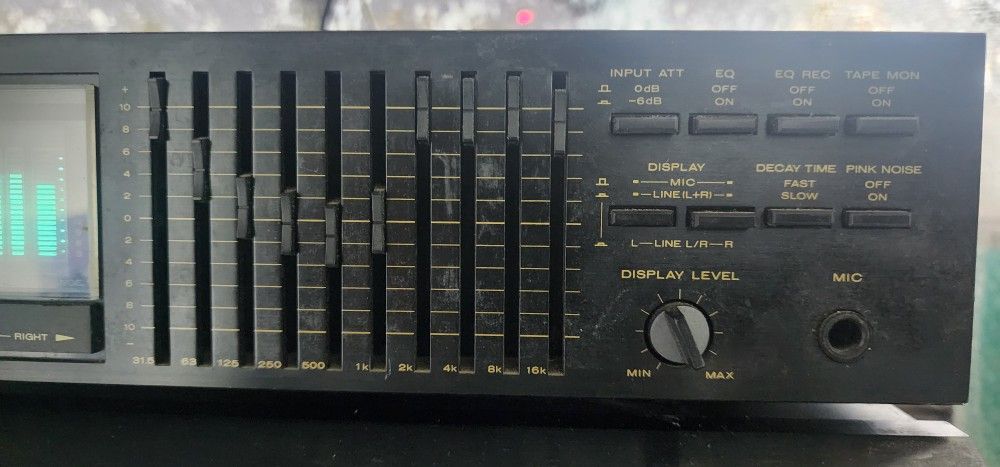 +
10
8
6
4
2
0
2
4
6
8
10
−
31.5 63 125 250 500 1k 2k 4k 8k 16k
RIGHT
INPUT ATT EQ EQ REC TAPE MON
0dB OFF OFF OFF
-6dB ON ON ON
DISPLAY DECAY TIME PINK NOISE
MIC FAST OFF
LINE(L+R) SLOW ON
L—LINE L/R—R
DISPLAY LEVEL MIC
MIN MAX